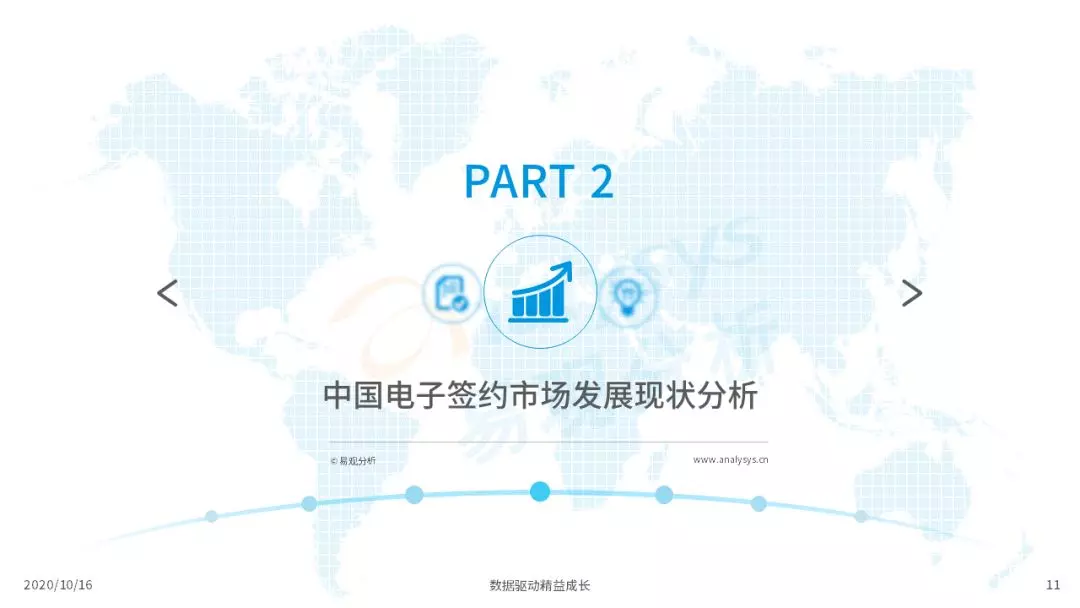 PART 2
中国电子签约市场发展现状分析
© 易观分析
www.analysys.cn
2020/10/16
数据驱动精益成长
11